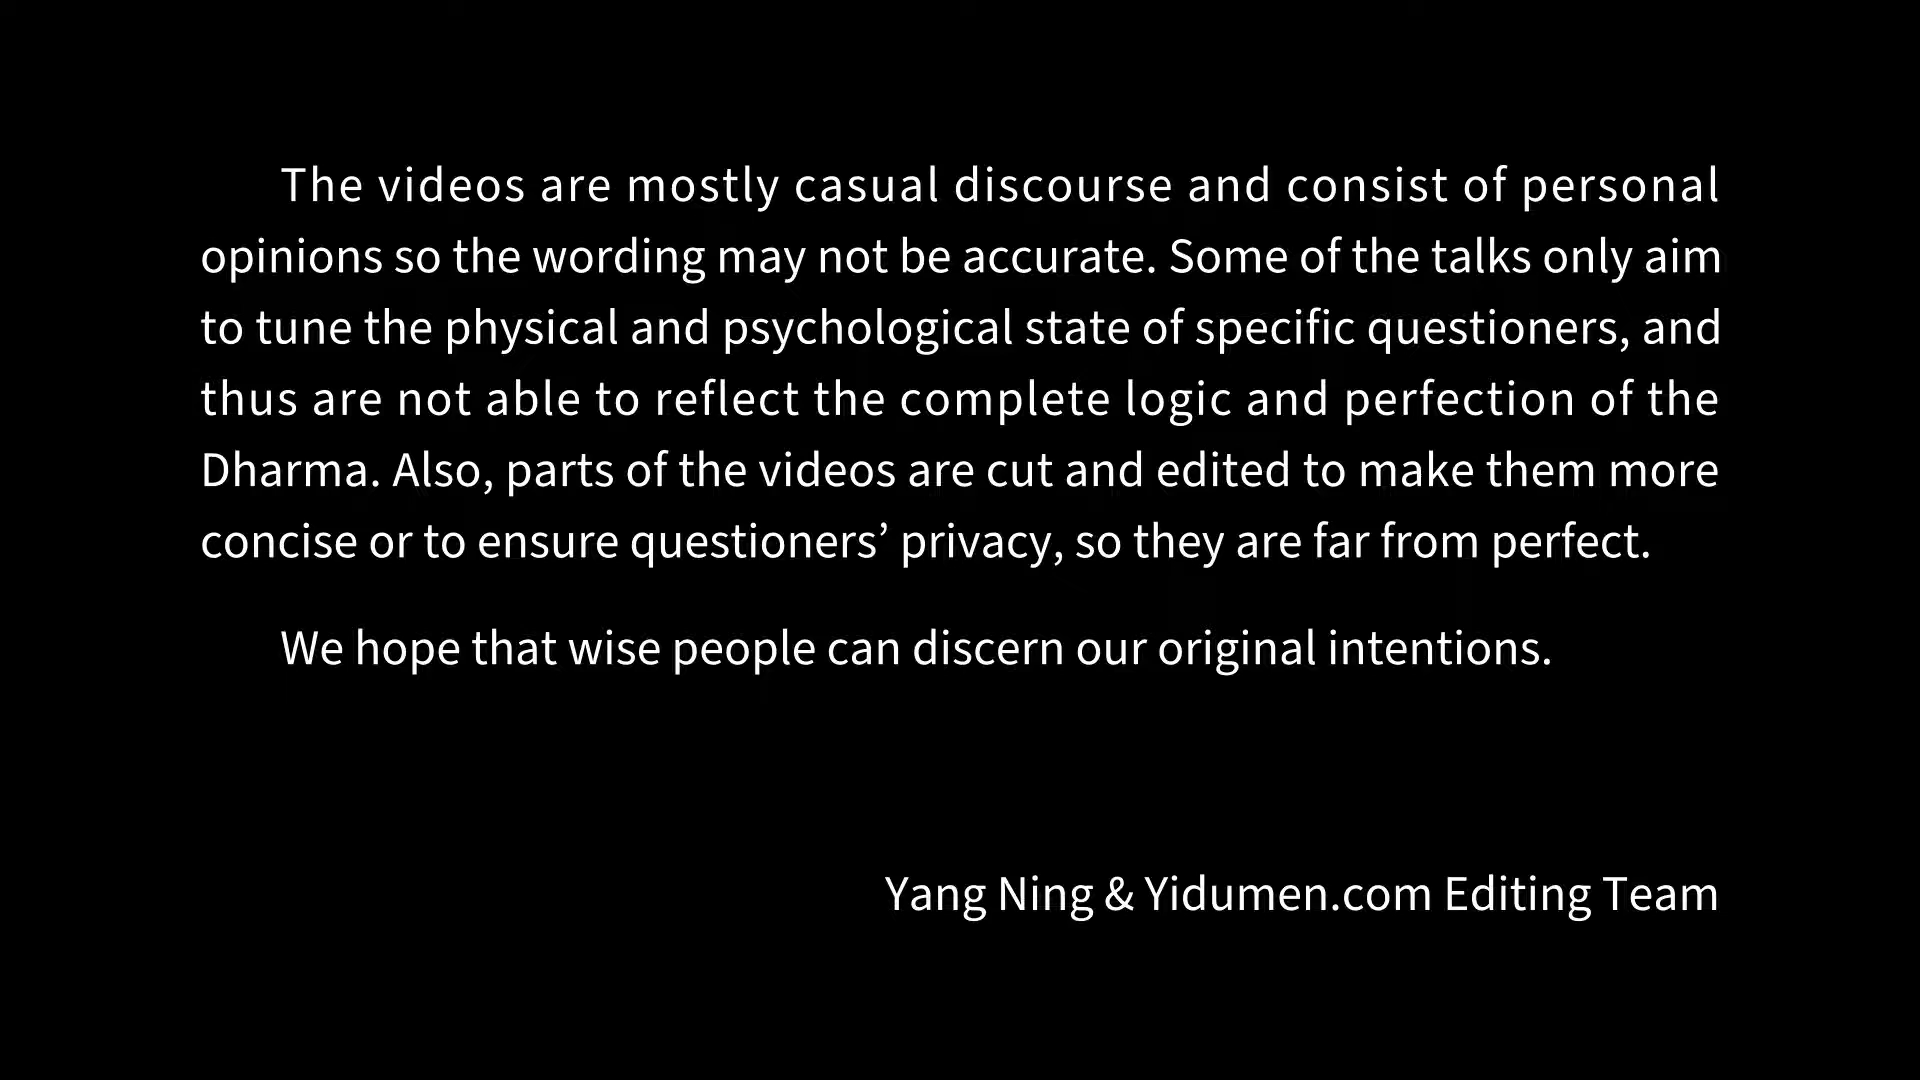 The videos are mostly casual discourse and consist of personal
opinions so the wording may not be accurate. Some of the talks only aim
to tune the physical and psychological state of specific questioners, and
thus are not able to reflect the complete logic and perfection of the
Dharma. Also, parts of the videos are cut and edited to make them more
concise or to ensure questioners’ privacy, so they are far from perfect.
We hope that wise people can discern our original intentions.
Yang Ning & Yidumen.com Editing Team